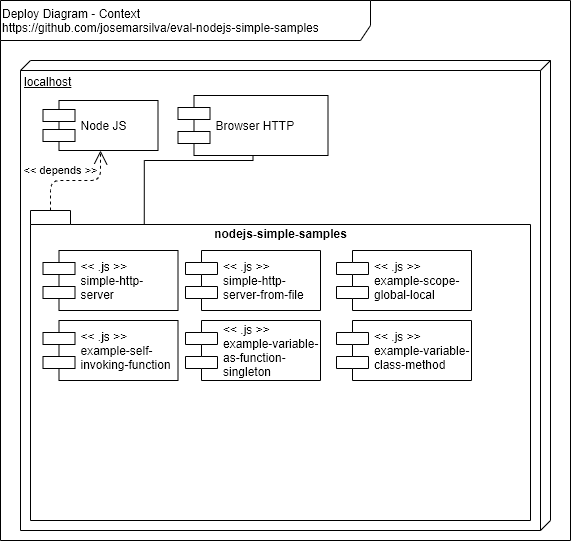 Deploy Diagram - Context
https://github.com/josemarsilva/eval-nodejs-simple-samples
localhost
Node JS
Browser HTTP
<< depends >>
nodejs-simple-samples
<< .js >>
simple-http-
server
<< .js >>
simple-http-
server-from-file
<< .js >>
example-scope-
global-local
<< .js >>
example-self-
invoking-function
<< .js >>
example-variable-
as-function-
singleton
<< .js >>
example-variable-
class-method